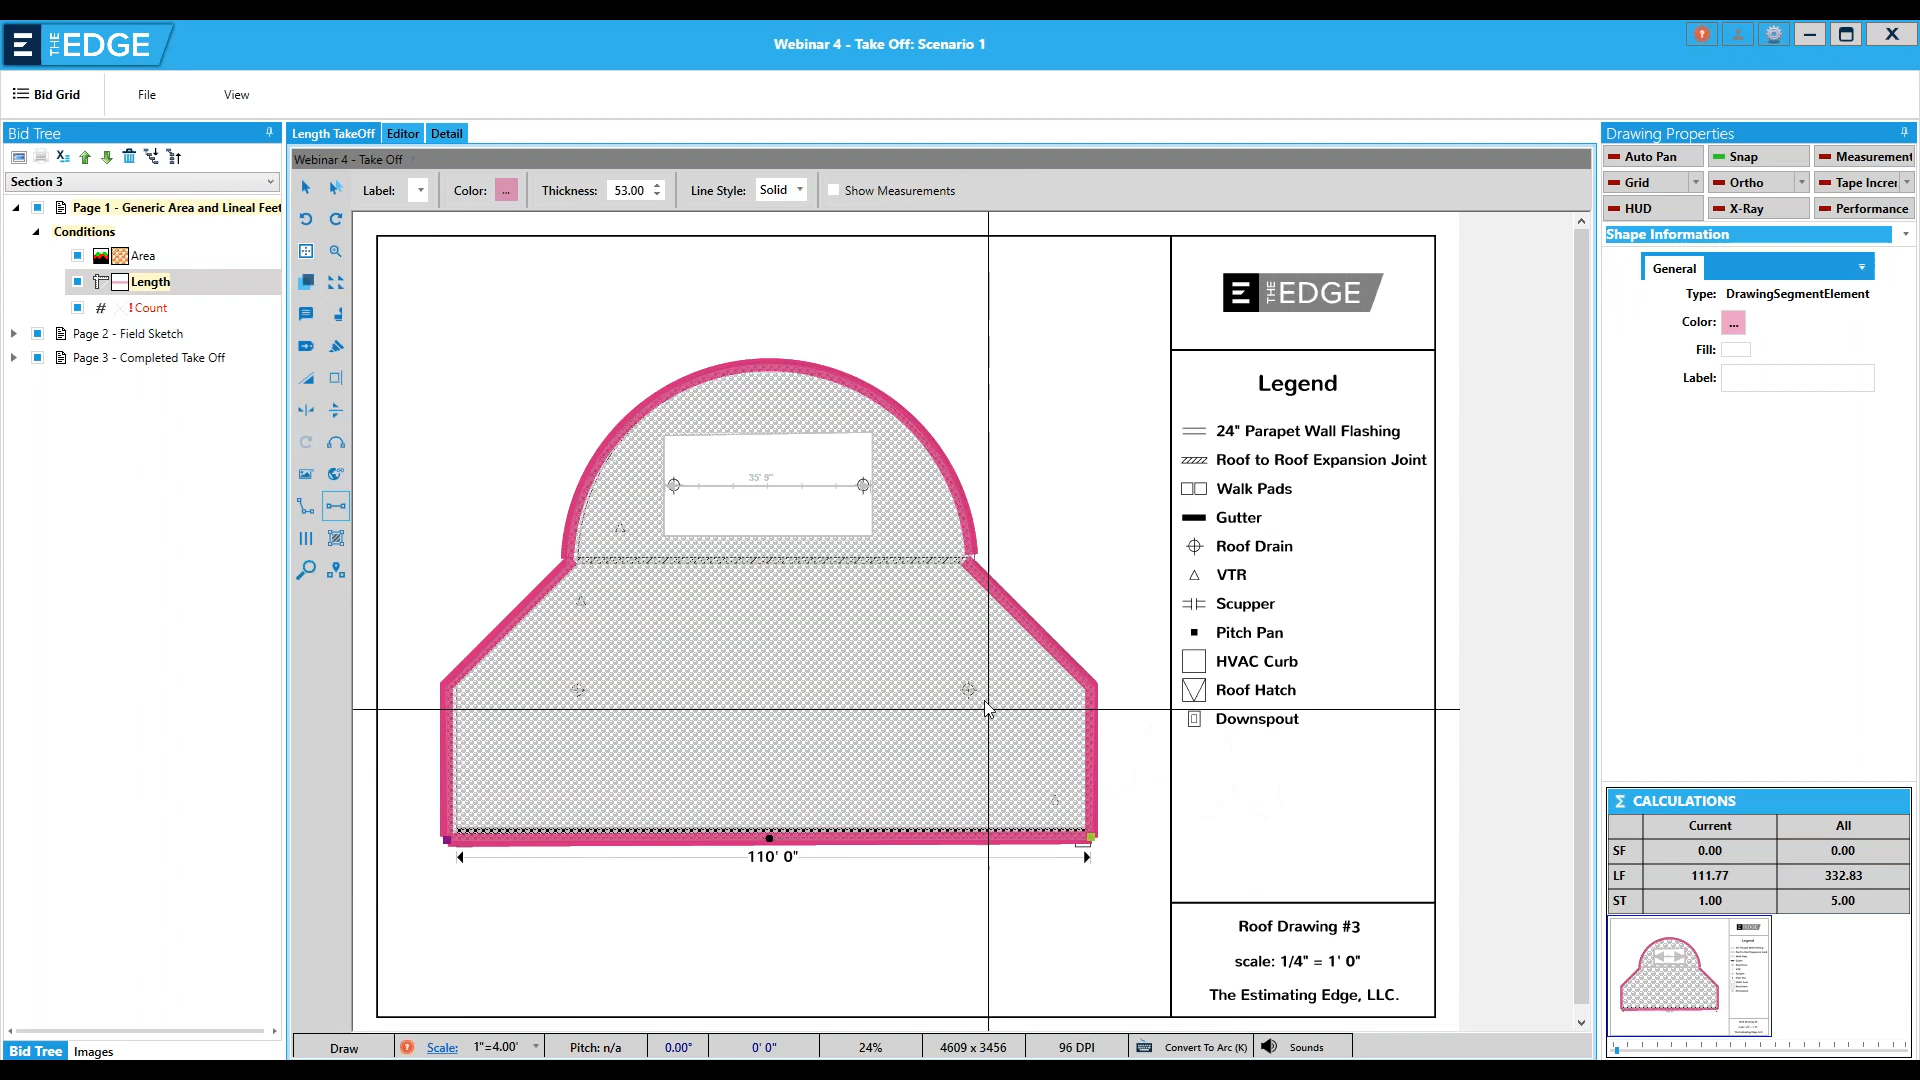 THE EDGE
Webinar 4 - Take Off: Scenario 1
Bid Grid
File
View
Bid Tree
Section 3
Page 1 - Generic Area and Lineal Feet
Conditions
Area
Length
# ! Count
Page 2 - Field Sketch
Page 3 - Completed Take Off
Bid Tree
Images
Length TakeOff
Editor
Detail
Webinar 4 - Take Off
Label:
Color: ...
Thickness: 53.00
Line Style: Solid
Show Measurements
35' 9"
110' 0"
THE EDGE
Legend
24" Parapet Wall Flashing
Roof to Roof Expansion Joint
Walk Pads
Gutter
Roof Drain
VTR
Scupper
Pitch Pan
HVAC Curb
Roof Hatch
Downspout
Roof Drawing #3
scale: 1/4" = 1' 0"
The Estimating Edge, LLC.
Draw
Scale: 1"=4.00'
Pitch: n/a
0.00°
0' 0"
24%
4609 x 3456
96 DPI
Convert To Arc (K)
Sounds
Drawing Properties
Auto Pan
Snap
Measurement
Grid
Ortho
Tape Incre
HUD
X-Ray
Performance
Shape Information
General
Type: DrawingSegmentElement
Color: ...
Fill:
Label:
Σ CALCULATIONS
Current All
SF 0.00 0.00
LF 111.77 332.83
ST 1.00 5.00